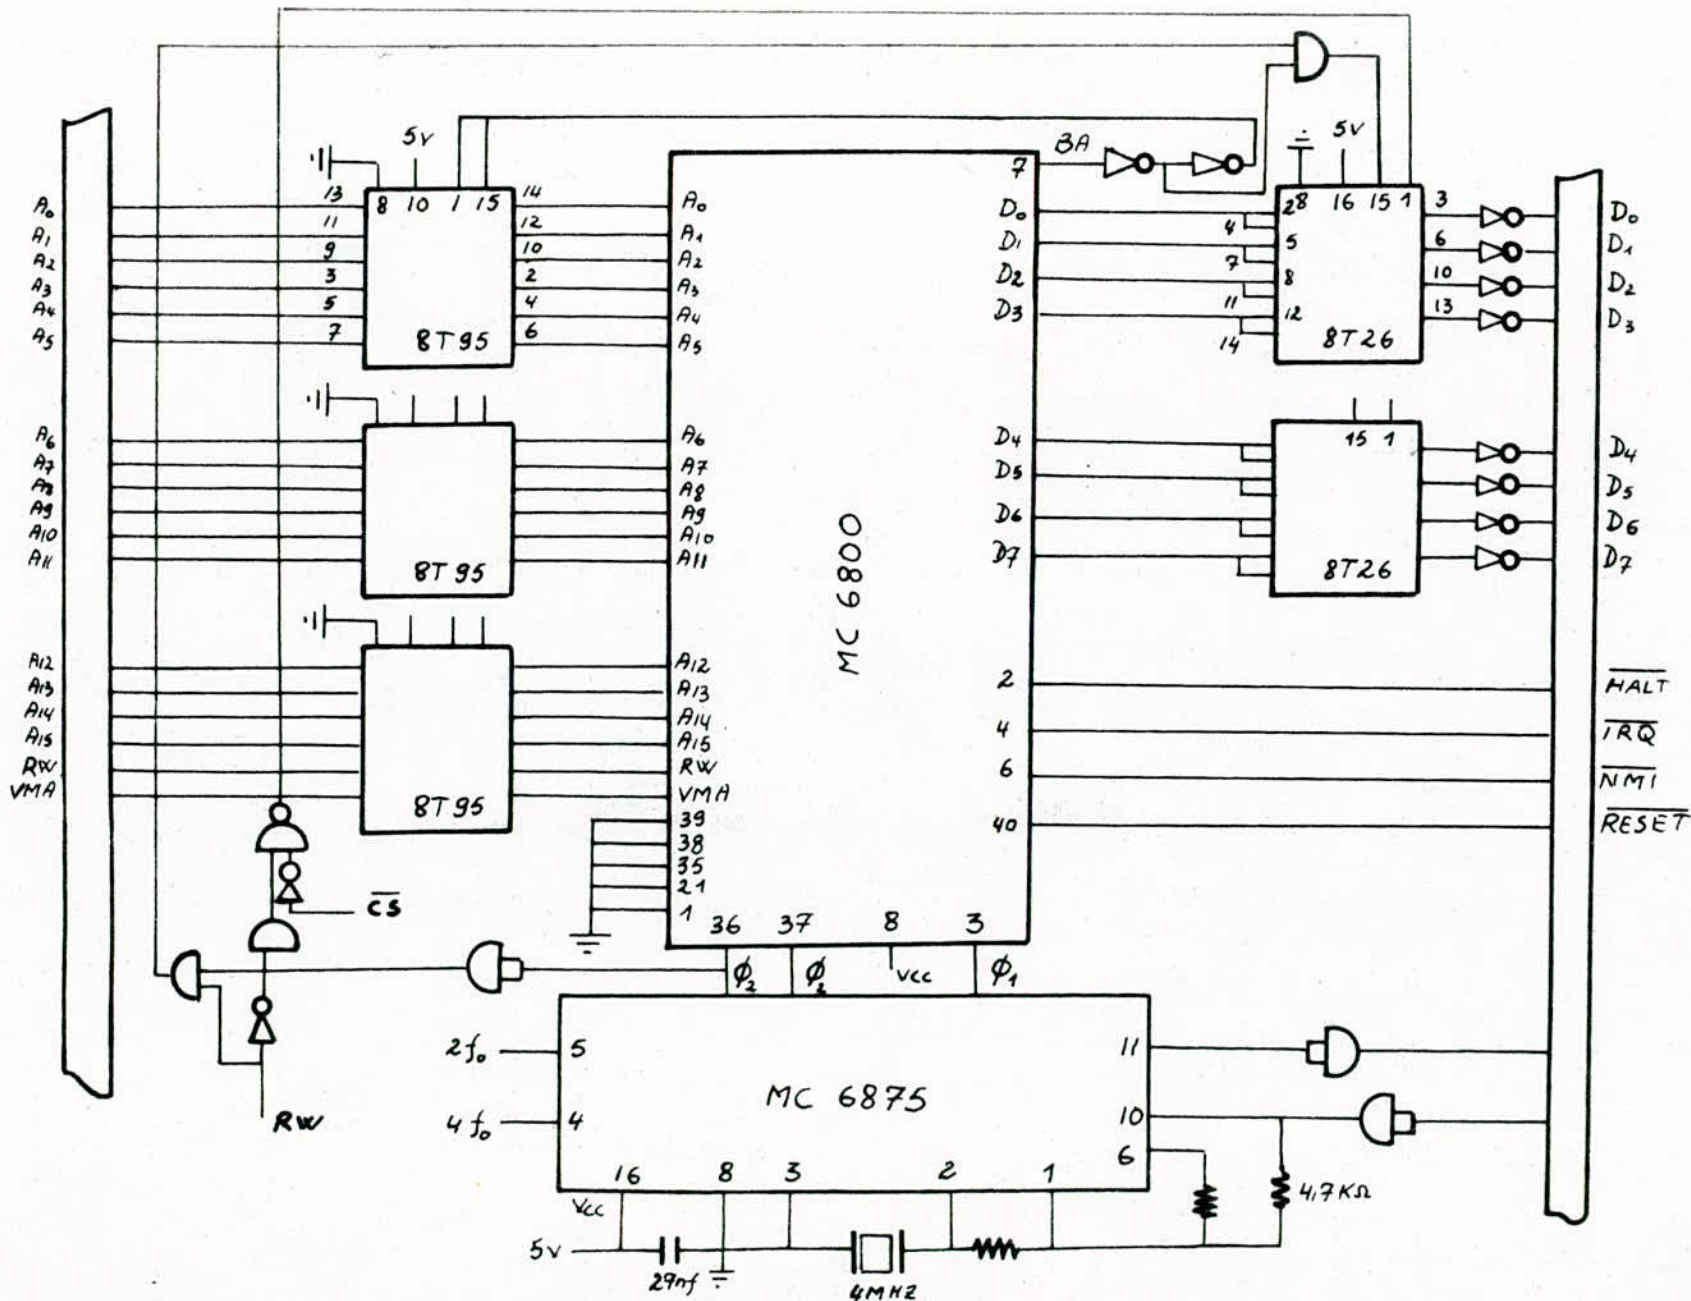 5v
13 8 10 1 15 14
11 12
9 10
3 2
5 4
7 6
8T95
A0
A1
A2
A3
A4
A5
A0
A1
A2
A3
A4
A5
A6
A7
A8
A9
A10
A11
8T95
A6
A7
A8
A9
A10
A11
A12
A13
A14
A15
RW
VMA
8T95
A12
A13
A14
A15
RW
VMA
39
38
35
21
1
MC 6800
7
BA
D0
D1
D2
D3
D4
D5
D6
D7
2
4
6
40
36 37 8 3
ϕ2 ϕ2 Vcc ϕ1
5v
2 8 16 15 1 3
4
5 6
7
8 10
11 12 13
14
8T26
D0
D1
D2
D3
15 1
8T26
D4
D5
D6
D7
H̅A̅L̅T̅
I̅R̅Q̅
N̅M̅I̅
R̅E̅S̅E̅T̅
C̅S̅
RW
2f0 5
4f0 4
MC 6875
11
10
6
16 8 3 2 1
Vcc
4,7KΩ
5v
29nf
4MHZ